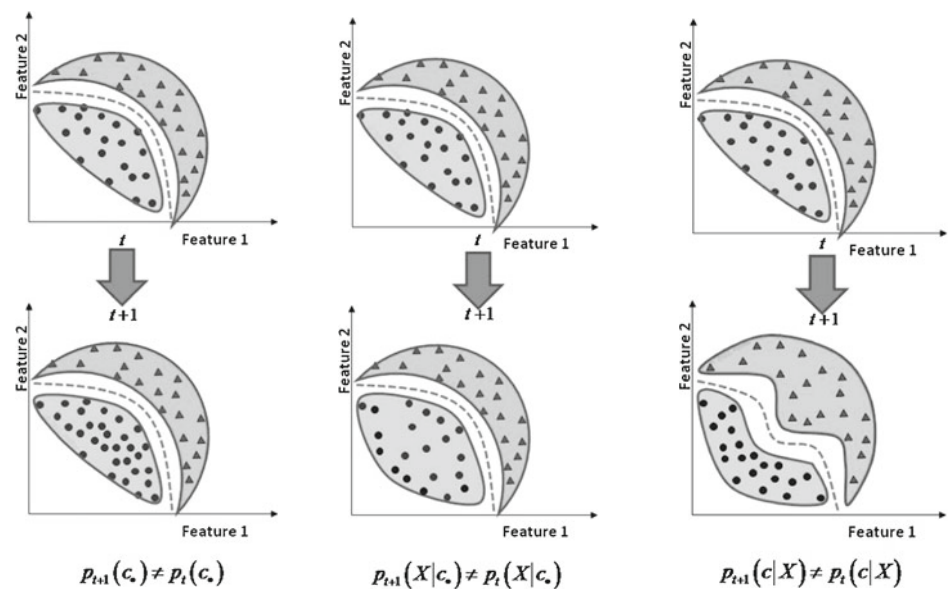 Feature 2
Feature 2
Feature 2
t
Feature 1
t
Feature 1
t
Feature 1
t+1
t+1
t+1
Feature 2
Feature 2
Feature 2
Feature 1
Feature 1
Feature 1
p_{t+1}(c_•) ≠ p_t(c_•)
p_{t+1}(X|c_•) ≠ p_t(X|c_•)
p_{t+1}(c|X) ≠ p_t(c|X)